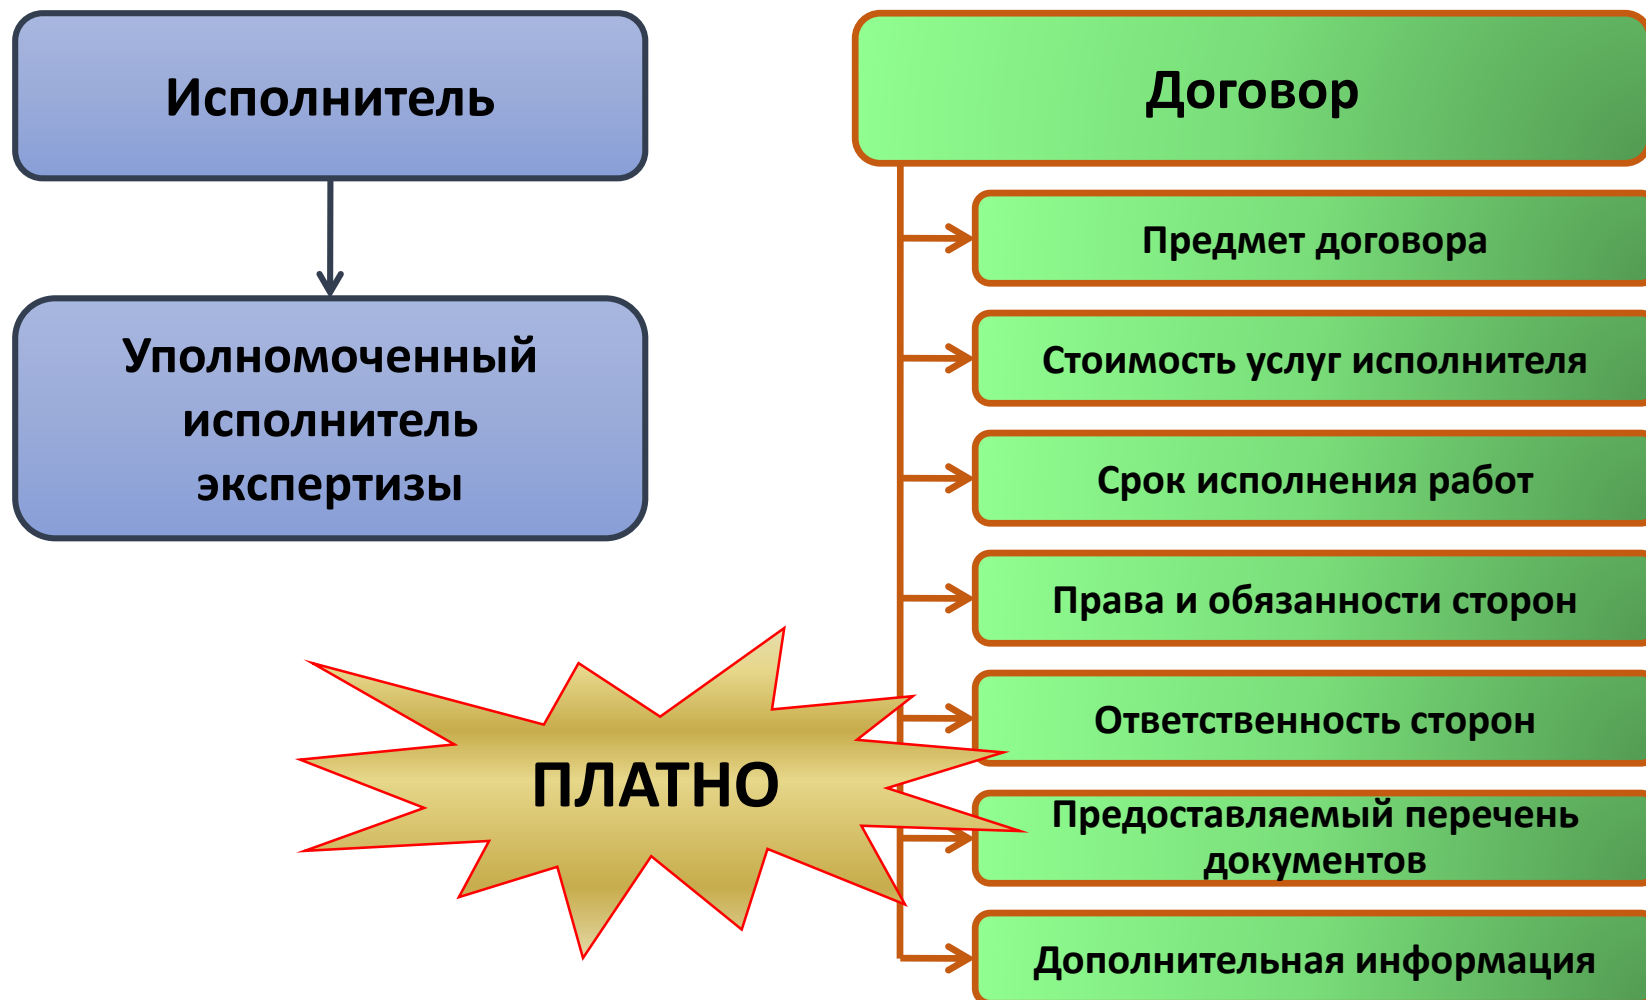 Исполнитель
Уполномоченный
исполнитель
экспертизы
Договор
Предмет договора
Стоимость услуг исполнителя
Срок исполнения работ
Права и обязанности сторон
Ответственность сторон
Предоставляемый перечень
документов
Дополнительная информация
ПЛАТНО